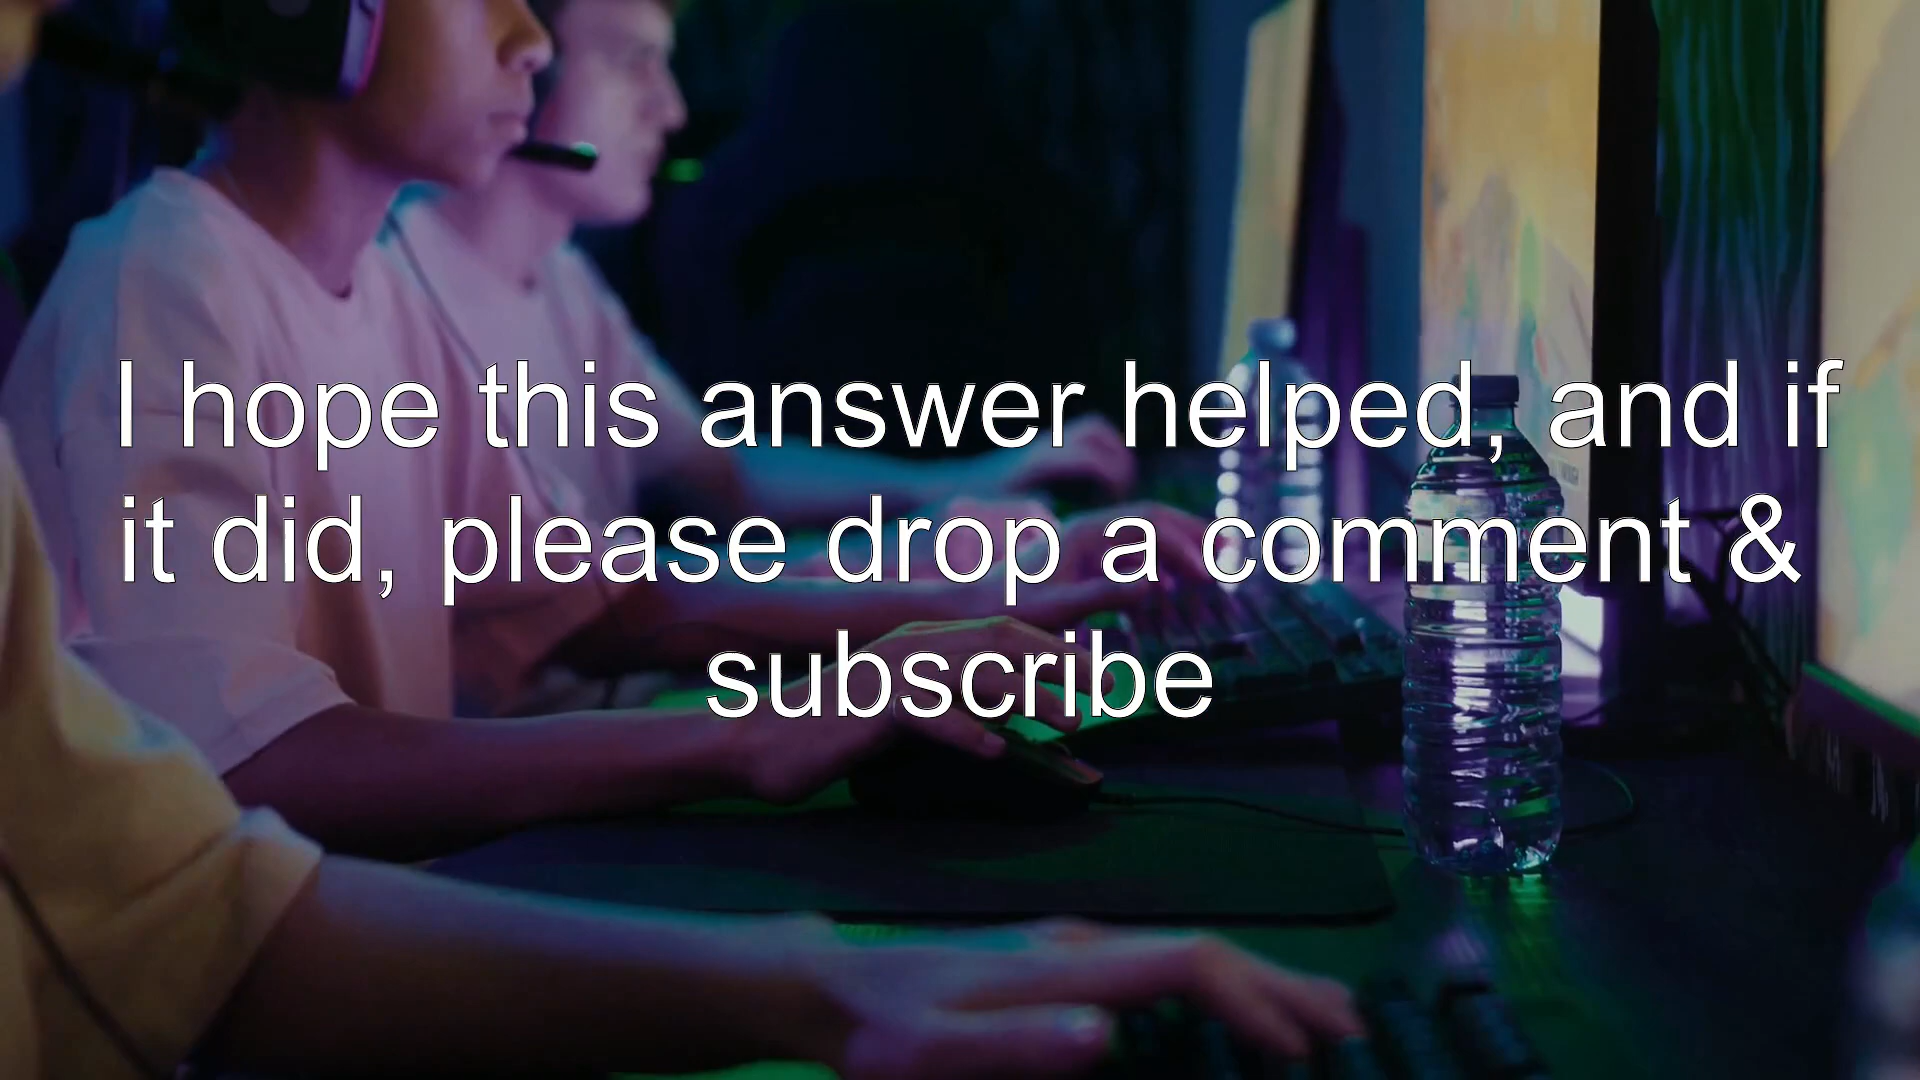 I hope this answer helped, and if
it did, please drop a comment &
subscribe